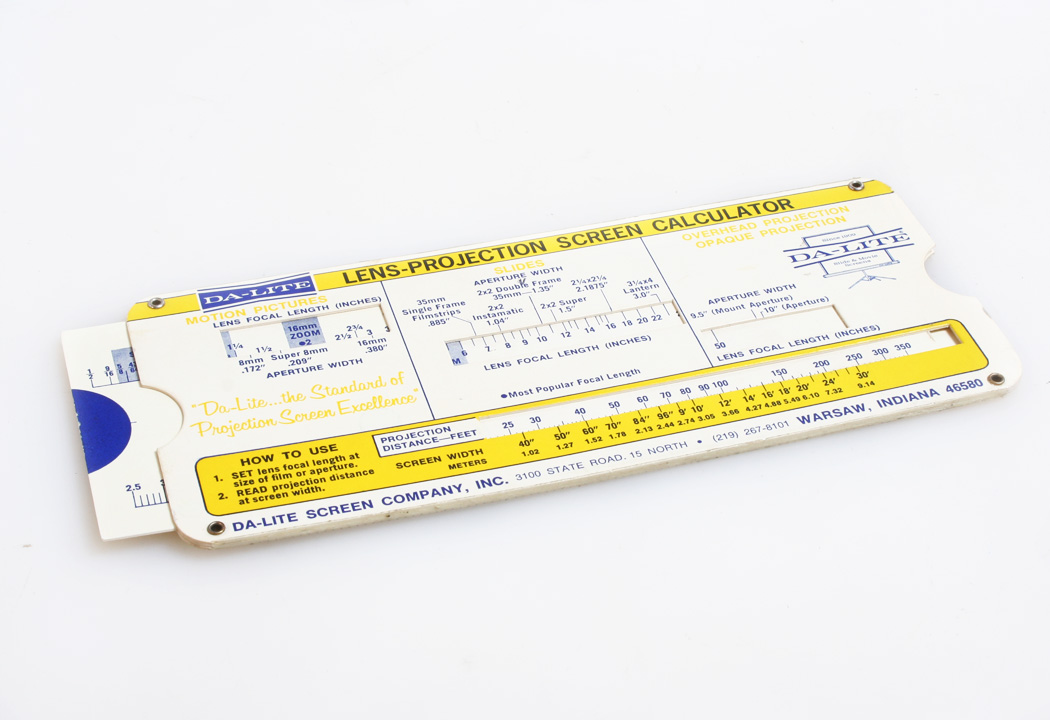 LENS-PROJECTION SCREEN CALCULATOR
DA-LITE
MOTION PICTURES
LENS FOCAL LENGTH (INCHES)
1¼ 1½ 16mm ZOOM •2 2½ 2¾ 3 3
8mm .172" Super 8mm .209" 16mm .380"
APERTURE WIDTH
"Da-Lite...the Standard of
Projection Screen Excellence"
SLIDES
APERTURE WIDTH
35mm Single Frame Filmstrips .885"
2x2 Instamatic 1.04"
2x2 Double Frame 35mm—1.35"
2x2 Super 1.5"
2¼x2¼ 2.1875"
3¼x4 Lantern 3.0"
M 6 7 8 9 10 12 14 16 18 20 22
LENS FOCAL LENGTH (INCHES)
•Most Popular Focal Length
OVERHEAD PROJECTION
OPAQUE PROJECTION
DA-LITE
APERTURE WIDTH
9.5" (Mount Aperture)
10" (Aperture)
50
LENS FOCAL LENGTH (INCHES)
HOW TO USE
1. SET lens focal length at
size of film or aperture.
2. READ projection distance
at screen width.
PROJECTION
DISTANCE—FEET
25 30 40 50 60 70 80 90 100 150 200 250 300 350
SCREEN WIDTH
40" 50" 60" 70" 84" 96" 9' 10' 12' 14' 16' 18' 20' 24' 30'
METERS
1.02 1.27 1.52 1.78 2.13 2.44 2.74 3.05 3.66 4.27 4.88 5.49 6.10 7.32 9.14
DA-LITE SCREEN COMPANY, INC. 3100 STATE ROAD. 15 NORTH • (219) 267-8101 WARSAW, INDIANA 46580
2.5 3